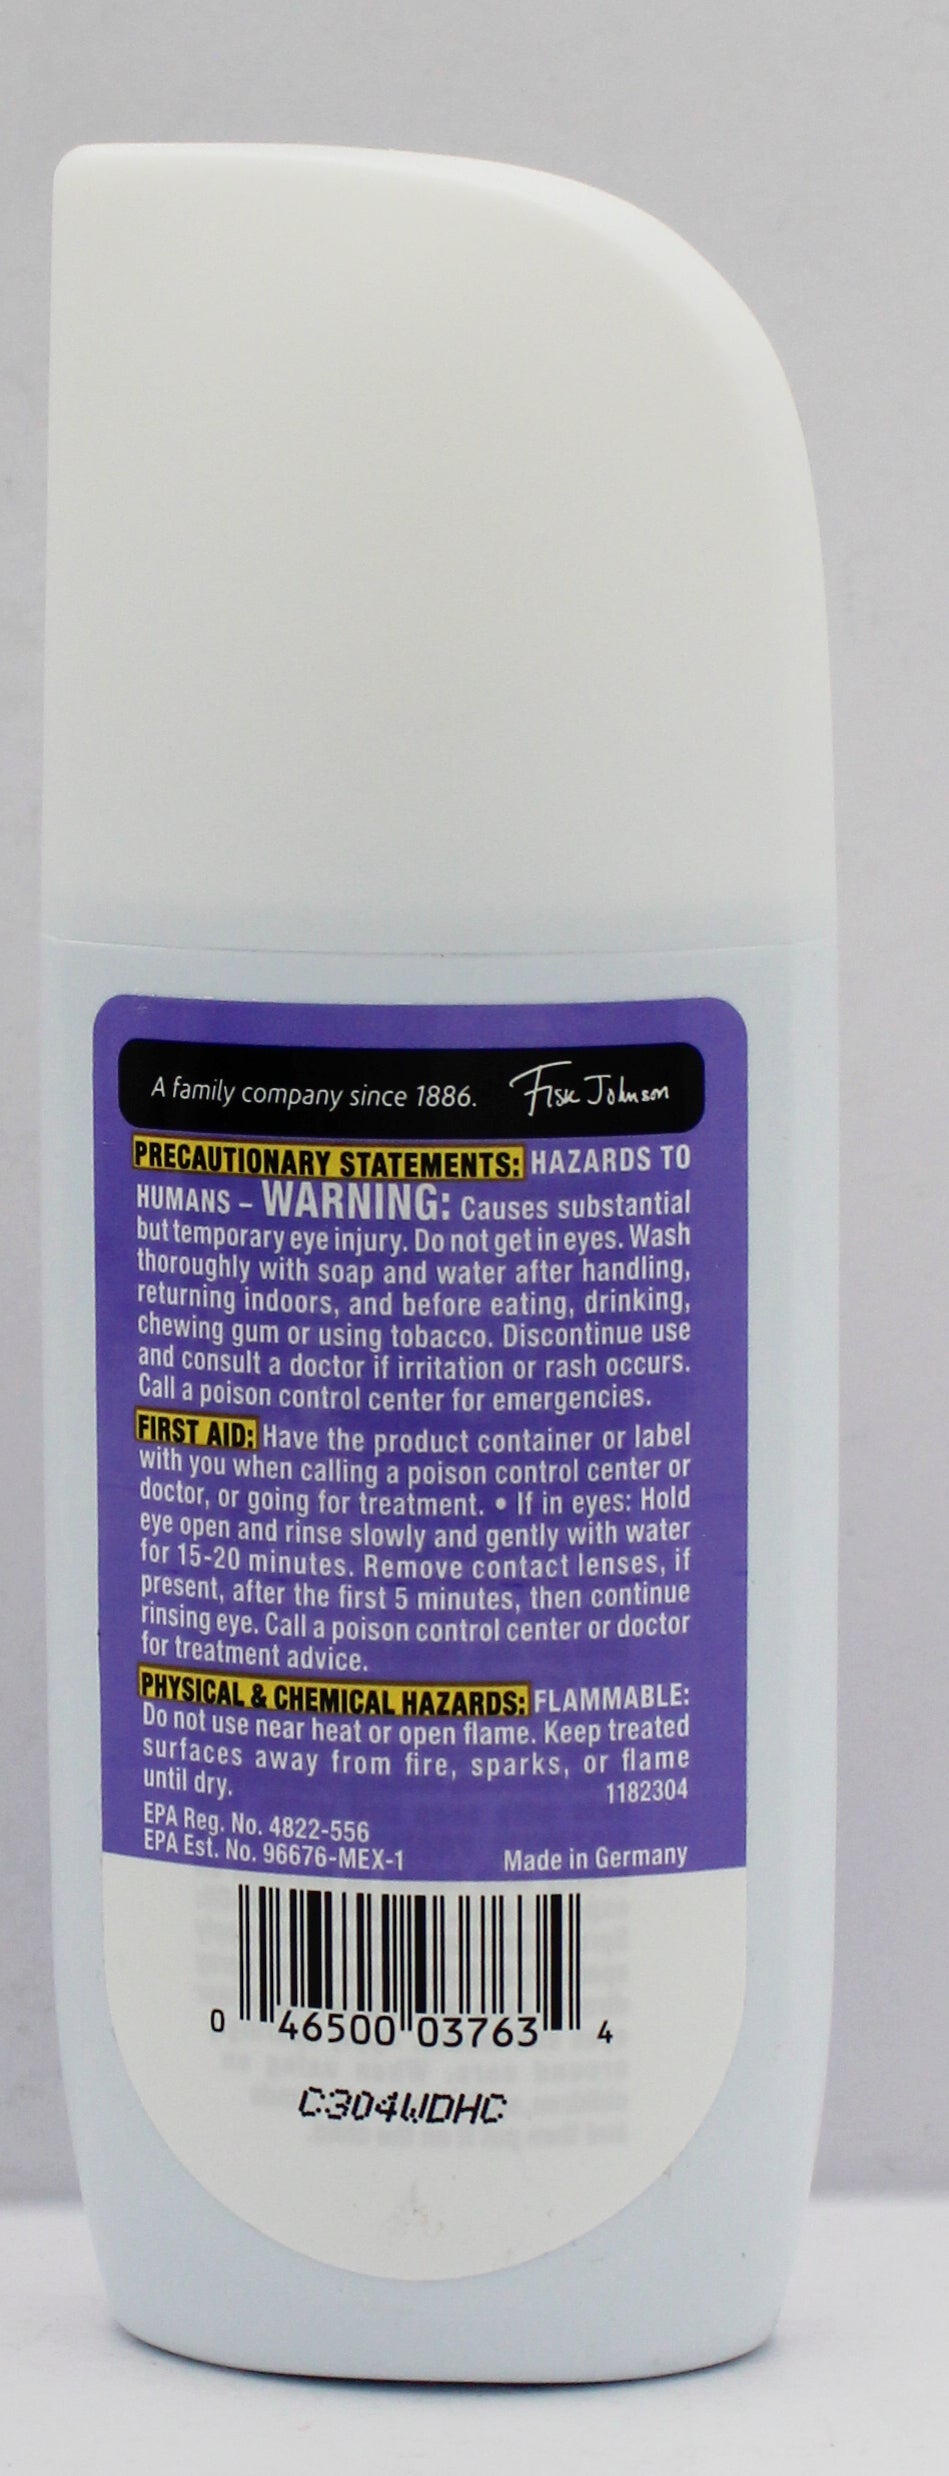 A family company since 1886. Fisk Johnson
PRECAUTIONARY STATEMENTS: HAZARDS TO
HUMANS – WARNING: Causes substantial
but temporary eye injury. Do not get in eyes. Wash
thoroughly with soap and water after handling,
returning indoors, and before eating, drinking,
chewing gum or using tobacco. Discontinue use
and consult a doctor if irritation or rash occurs.
Call a poison control center for emergencies.
FIRST AID: Have the product container or label
with you when calling a poison control center or
doctor, or going for treatment. • If in eyes: Hold
eye open and rinse slowly and gently with water
for 15-20 minutes. Remove contact lenses, if
present, after the first 5 minutes, then continue
rinsing eye. Call a poison control center or doctor
for treatment advice.
PHYSICAL & CHEMICAL HAZARDS: FLAMMABLE:
Do not use near heat or open flame. Keep treated
surfaces away from fire, sparks, or flame
until dry. 1182304
EPA Reg. No. 4822-556
EPA Est. No. 96676-MEX-1 Made in Germany
0 46500 03763 4
C304WDHC